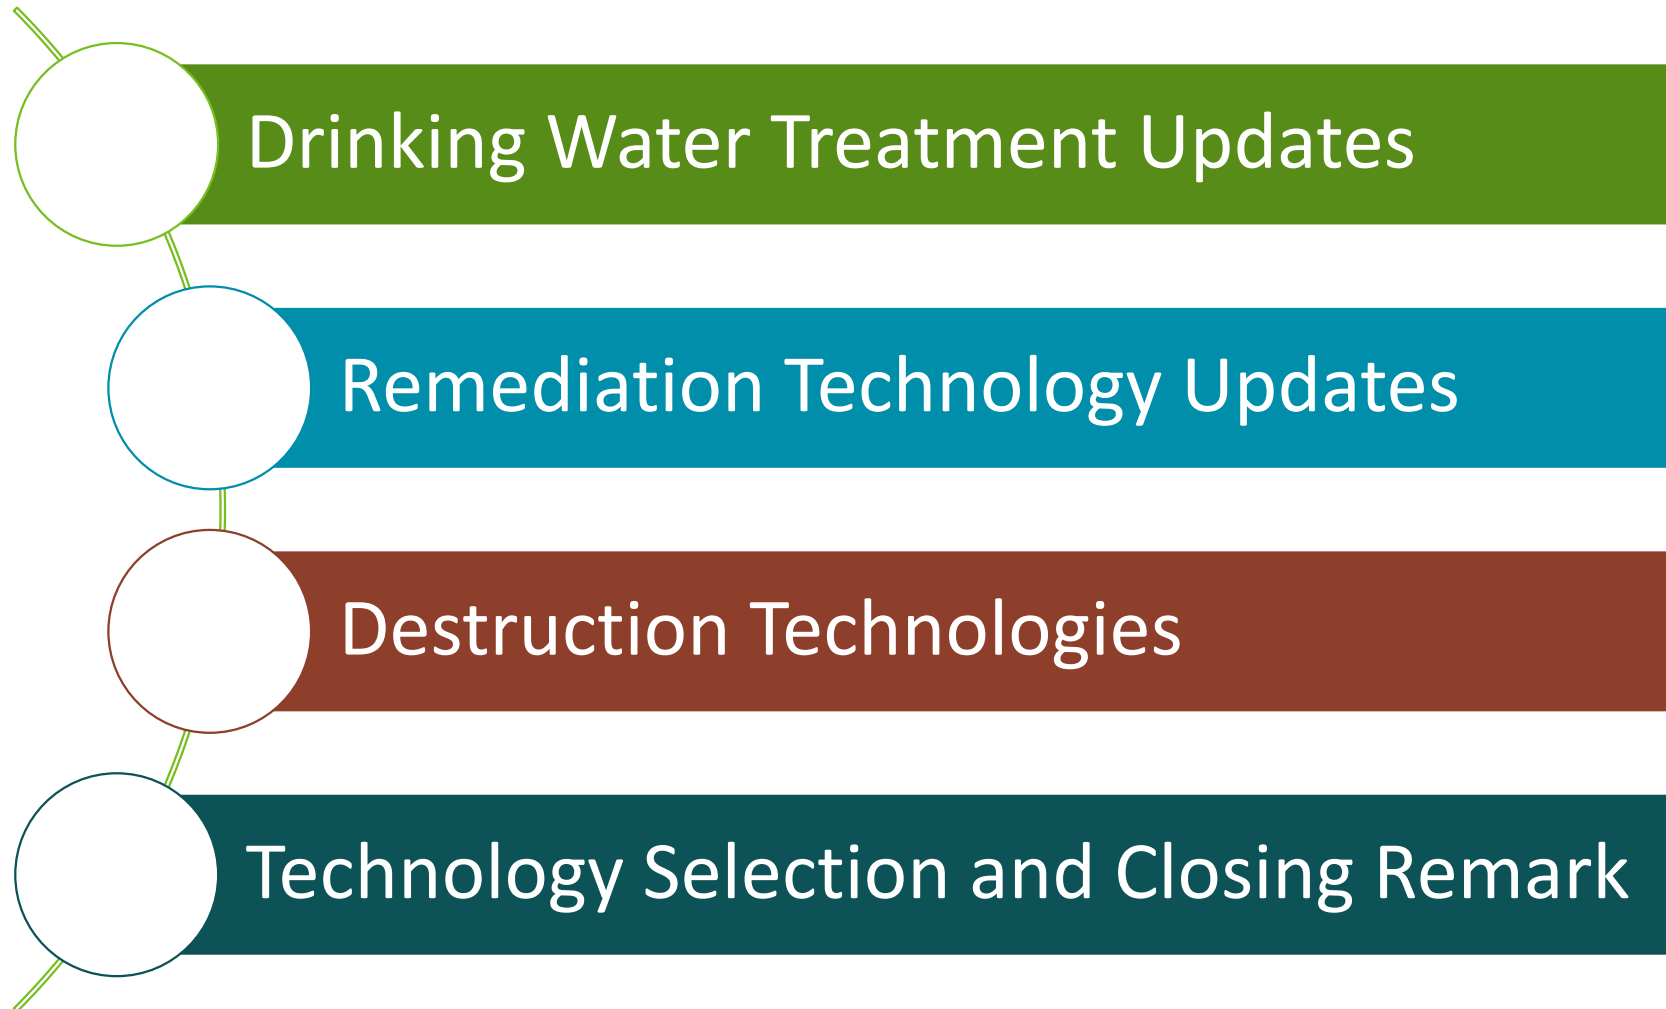 Drinking Water Treatment Updates
Remediation Technology Updates
Destruction Technologies
Technology Selection and Closing Remark